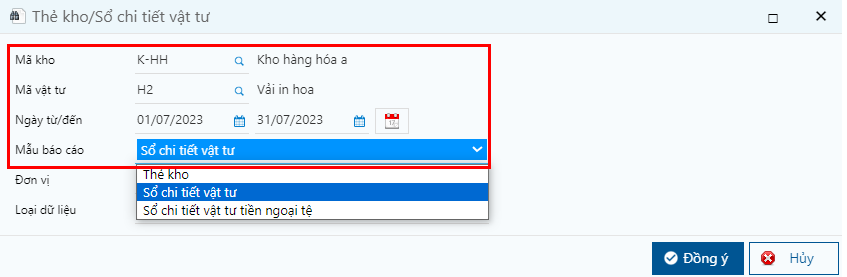 Thẻ kho/Sổ chi tiết vật tư
Mã kho K-HH Kho hàng hóa a
Mã vật tư H2 Vải in hoa
Ngày từ/đến 01/07/2023 31/07/2023
Mẫu báo cáo Sổ chi tiết vật tư
Thẻ kho
Đơn vị
Sổ chi tiết vật tư
Loại dữ liệu Sổ chi tiết vật tư tiền ngoại tệ
Đồng ý Hủy